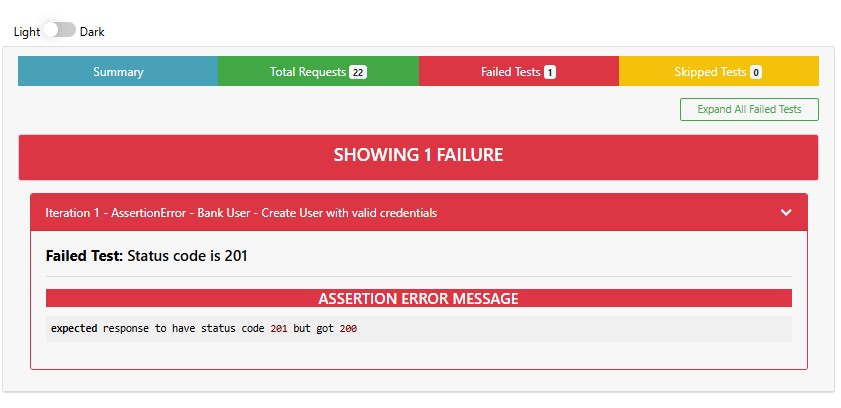 Light Dark
Summary Total Requests 22 Failed Tests 1 Skipped Tests 0
Expand All Failed Tests
SHOWING 1 FAILURE
Iteration 1 - AssertionError - Bank User - Create User with valid credentials
Failed Test: Status code is 201
ASSERTION ERROR MESSAGE
expected response to have status code 201 but got 200